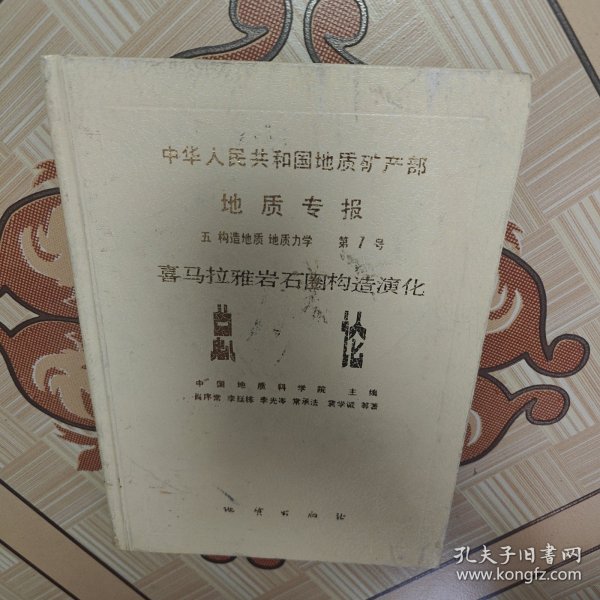 中华人民共和国地质矿产部
地质专报
五 构造地质 地质力学 第7号
喜马拉雅岩石圈构造演化
总论
中国地质科学院 主编
肖序常 李廷栋 李光岑 常承法 袁学诚 等著
地质出版社
孔夫子旧书网
www.kongfz.com